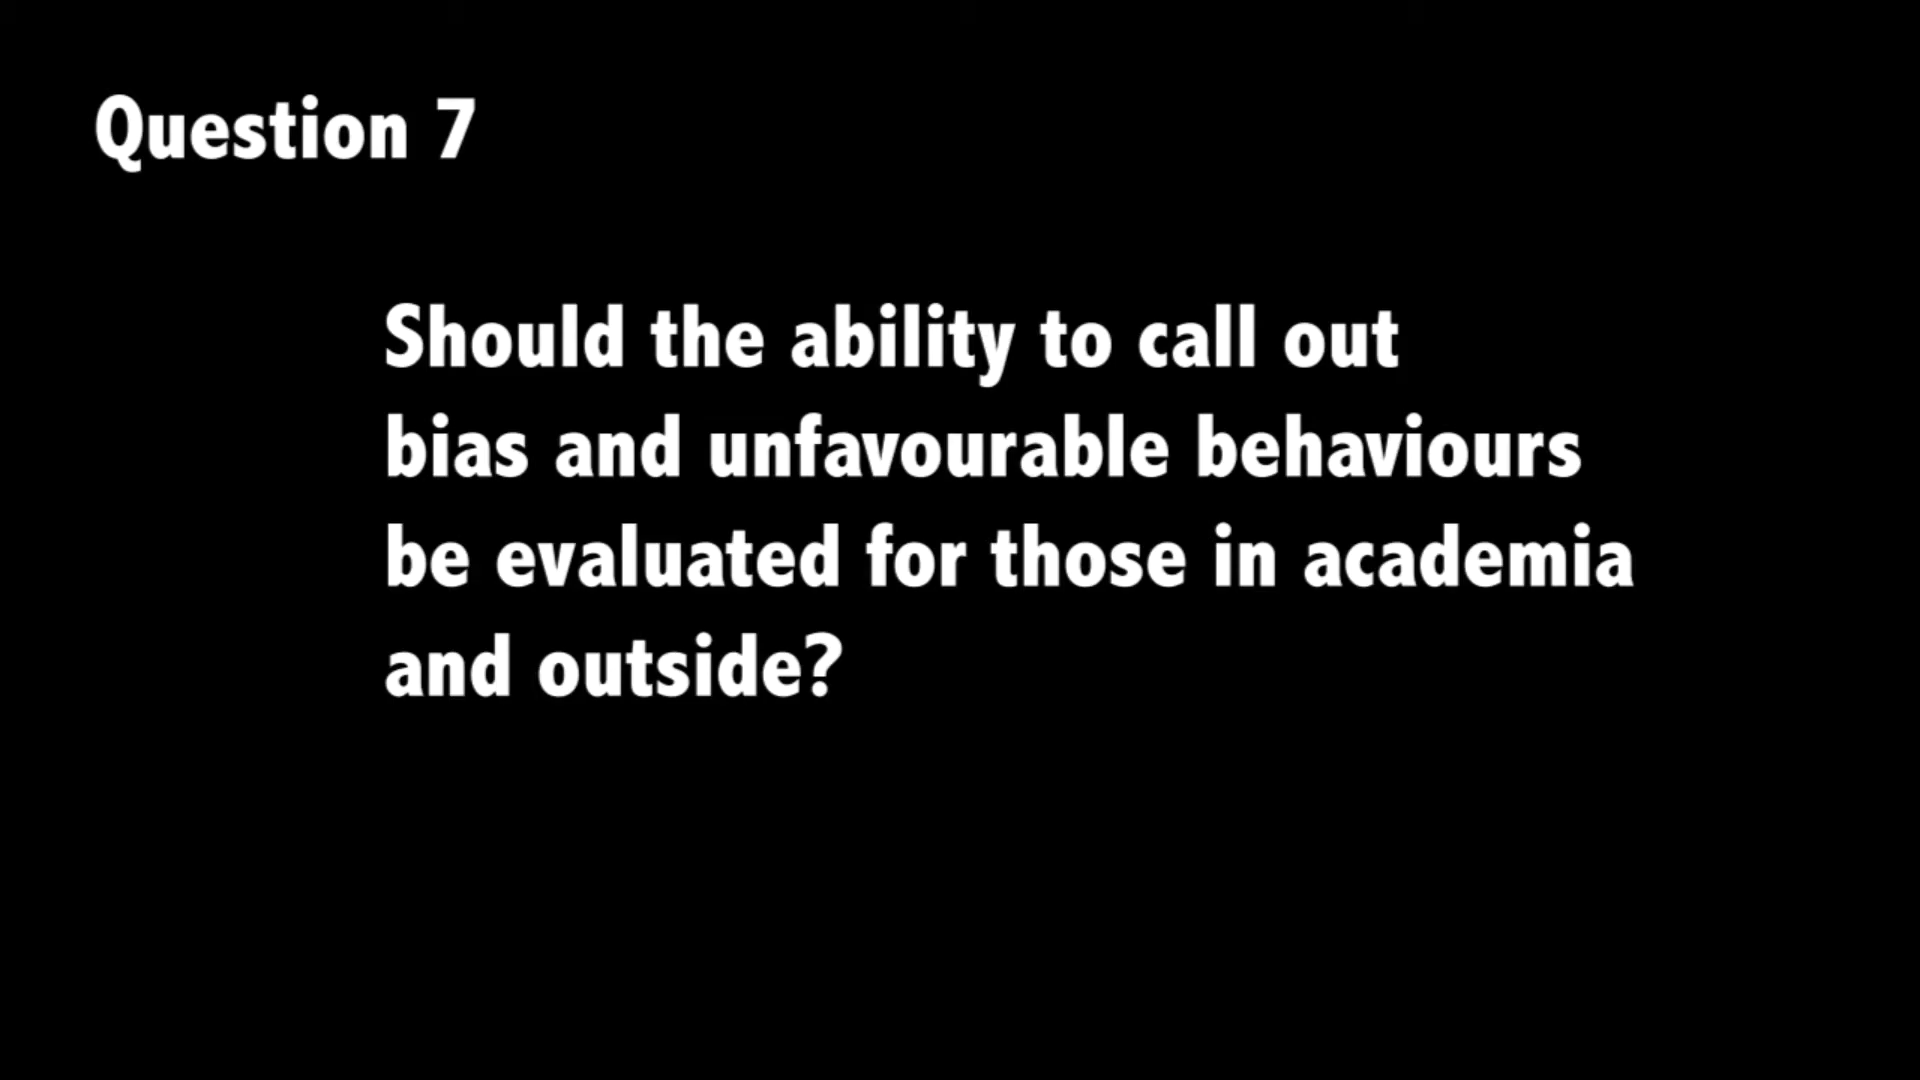 Question 7
Should the ability to call out
bias and unfavourable behaviours
be evaluated for those in academia
and outside?